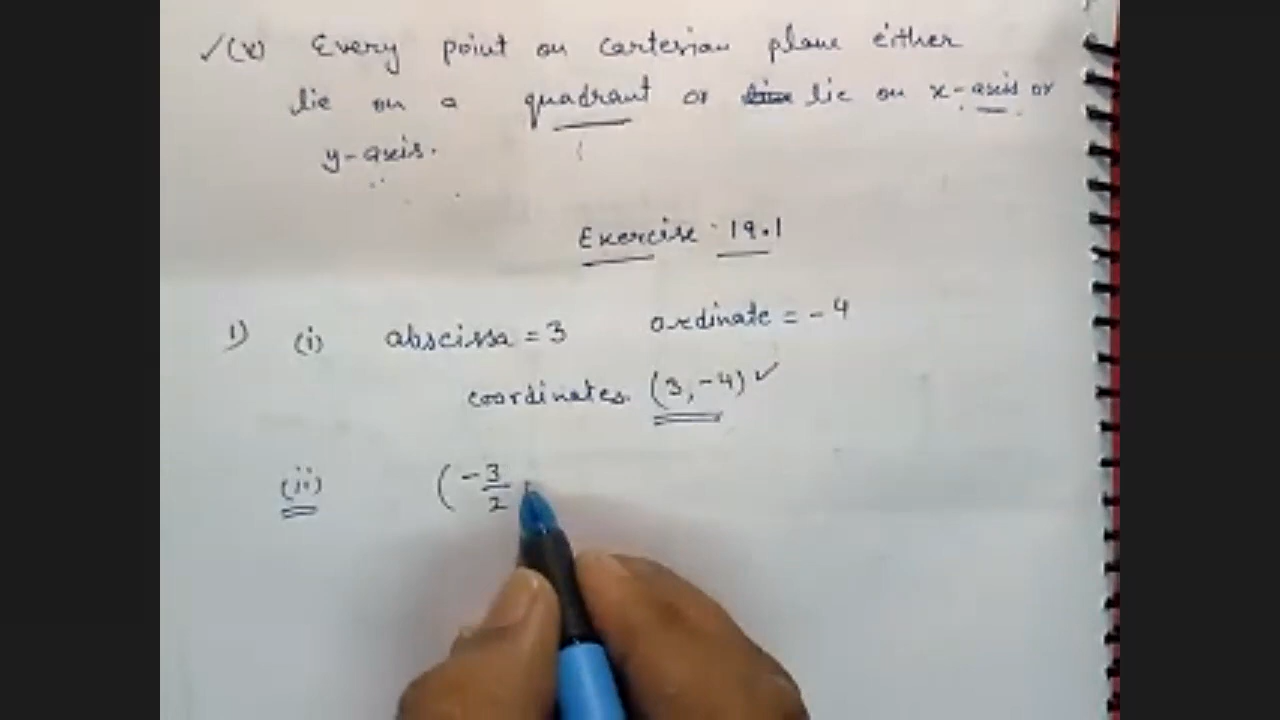 ✓(v) Every point on cartesian plane either
lie on a quadrant or lie on x-axis or
y-axis.
Exercise 19.1
1) (i) abscissa = 3 ordinate = -4
coordinates (3, -4) ✓
(ii) (-3/2